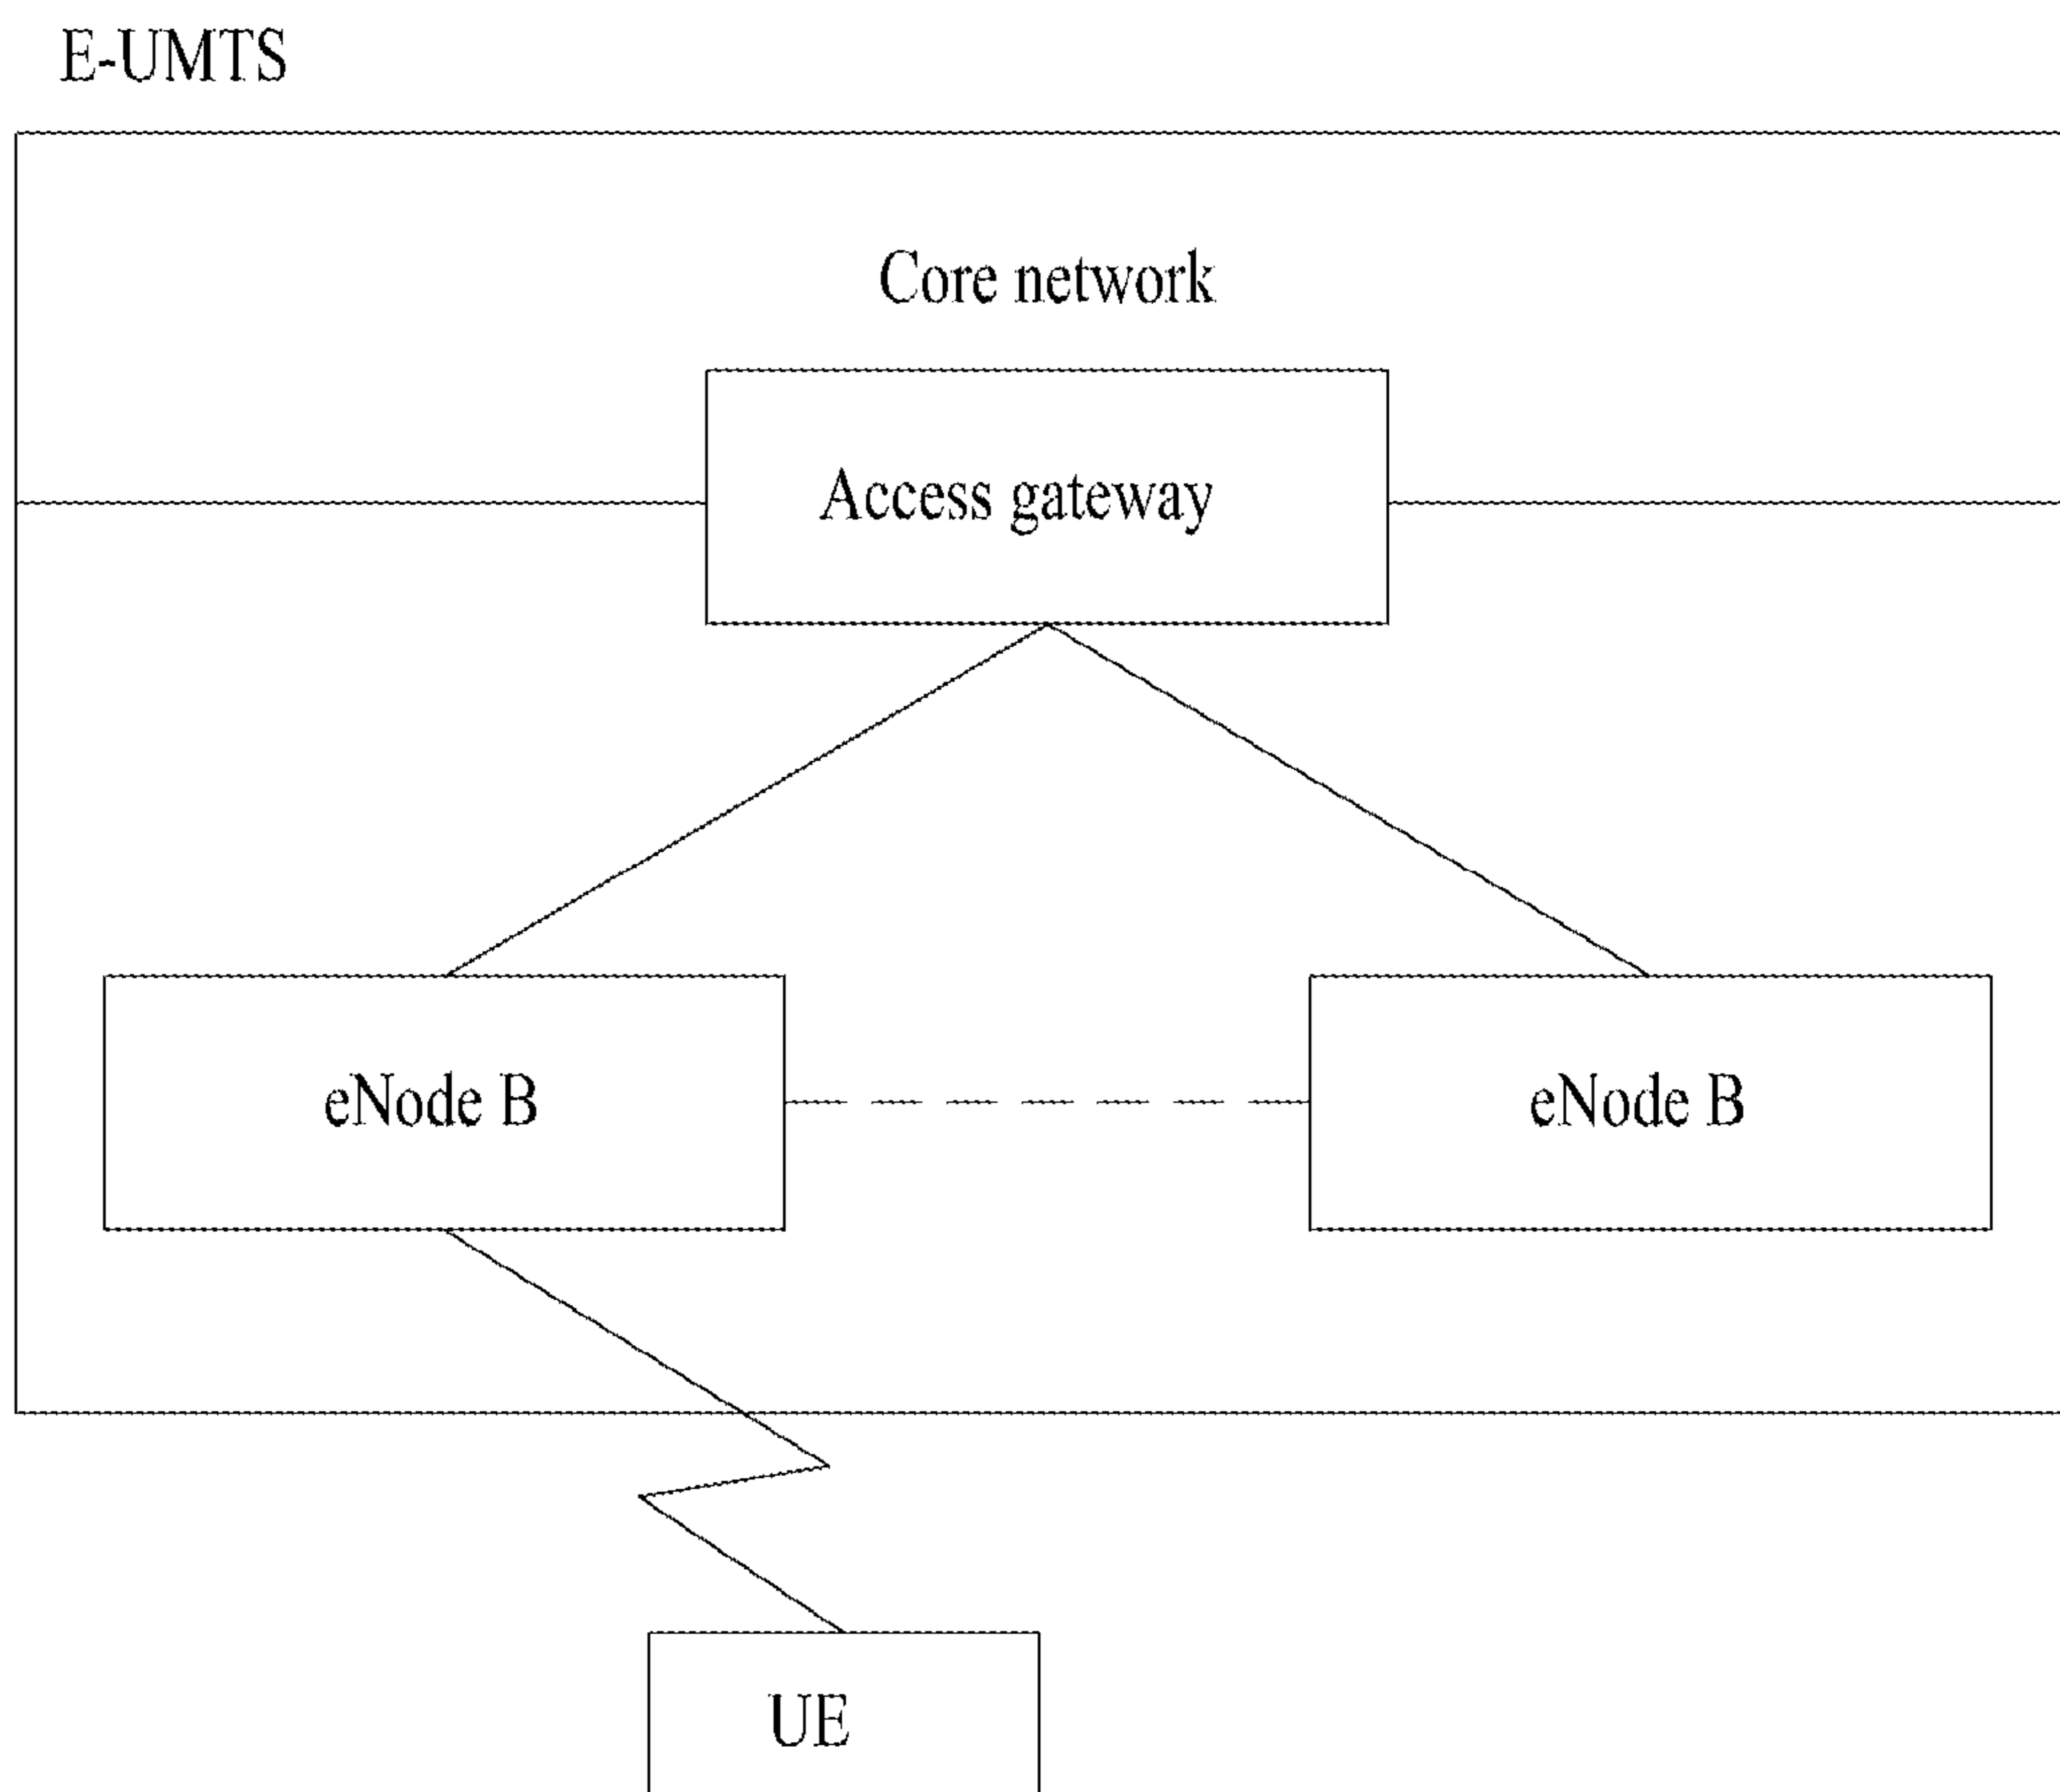 E-UMTS
Core network
Access gateway
eNode B
eNode B
UE